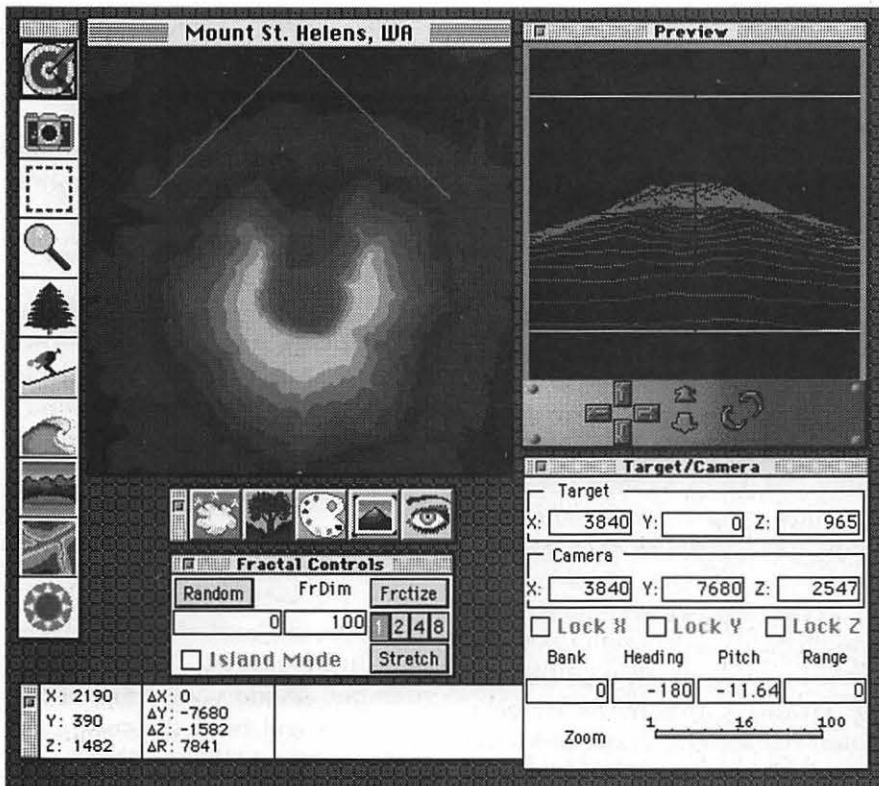 Mount St. Helens, WA
Preview
Target/Camera
Target
X: 3840 Y: 0 Z: 965
Camera
X: 3840 Y: 7680 Z: 2547
Lock X Lock Y Lock Z
Bank Heading Pitch Range
0 -180 -11.64 0
Zoom 1 16 100
Fractal Controls
Random FrDim Frctize
0 100 1 2 4 8
Island Mode Stretch
X: 2190 ΔX: 0
Y: 390 ΔY: -7680
Z: 1482 ΔZ: -1582
ΔR: 7841